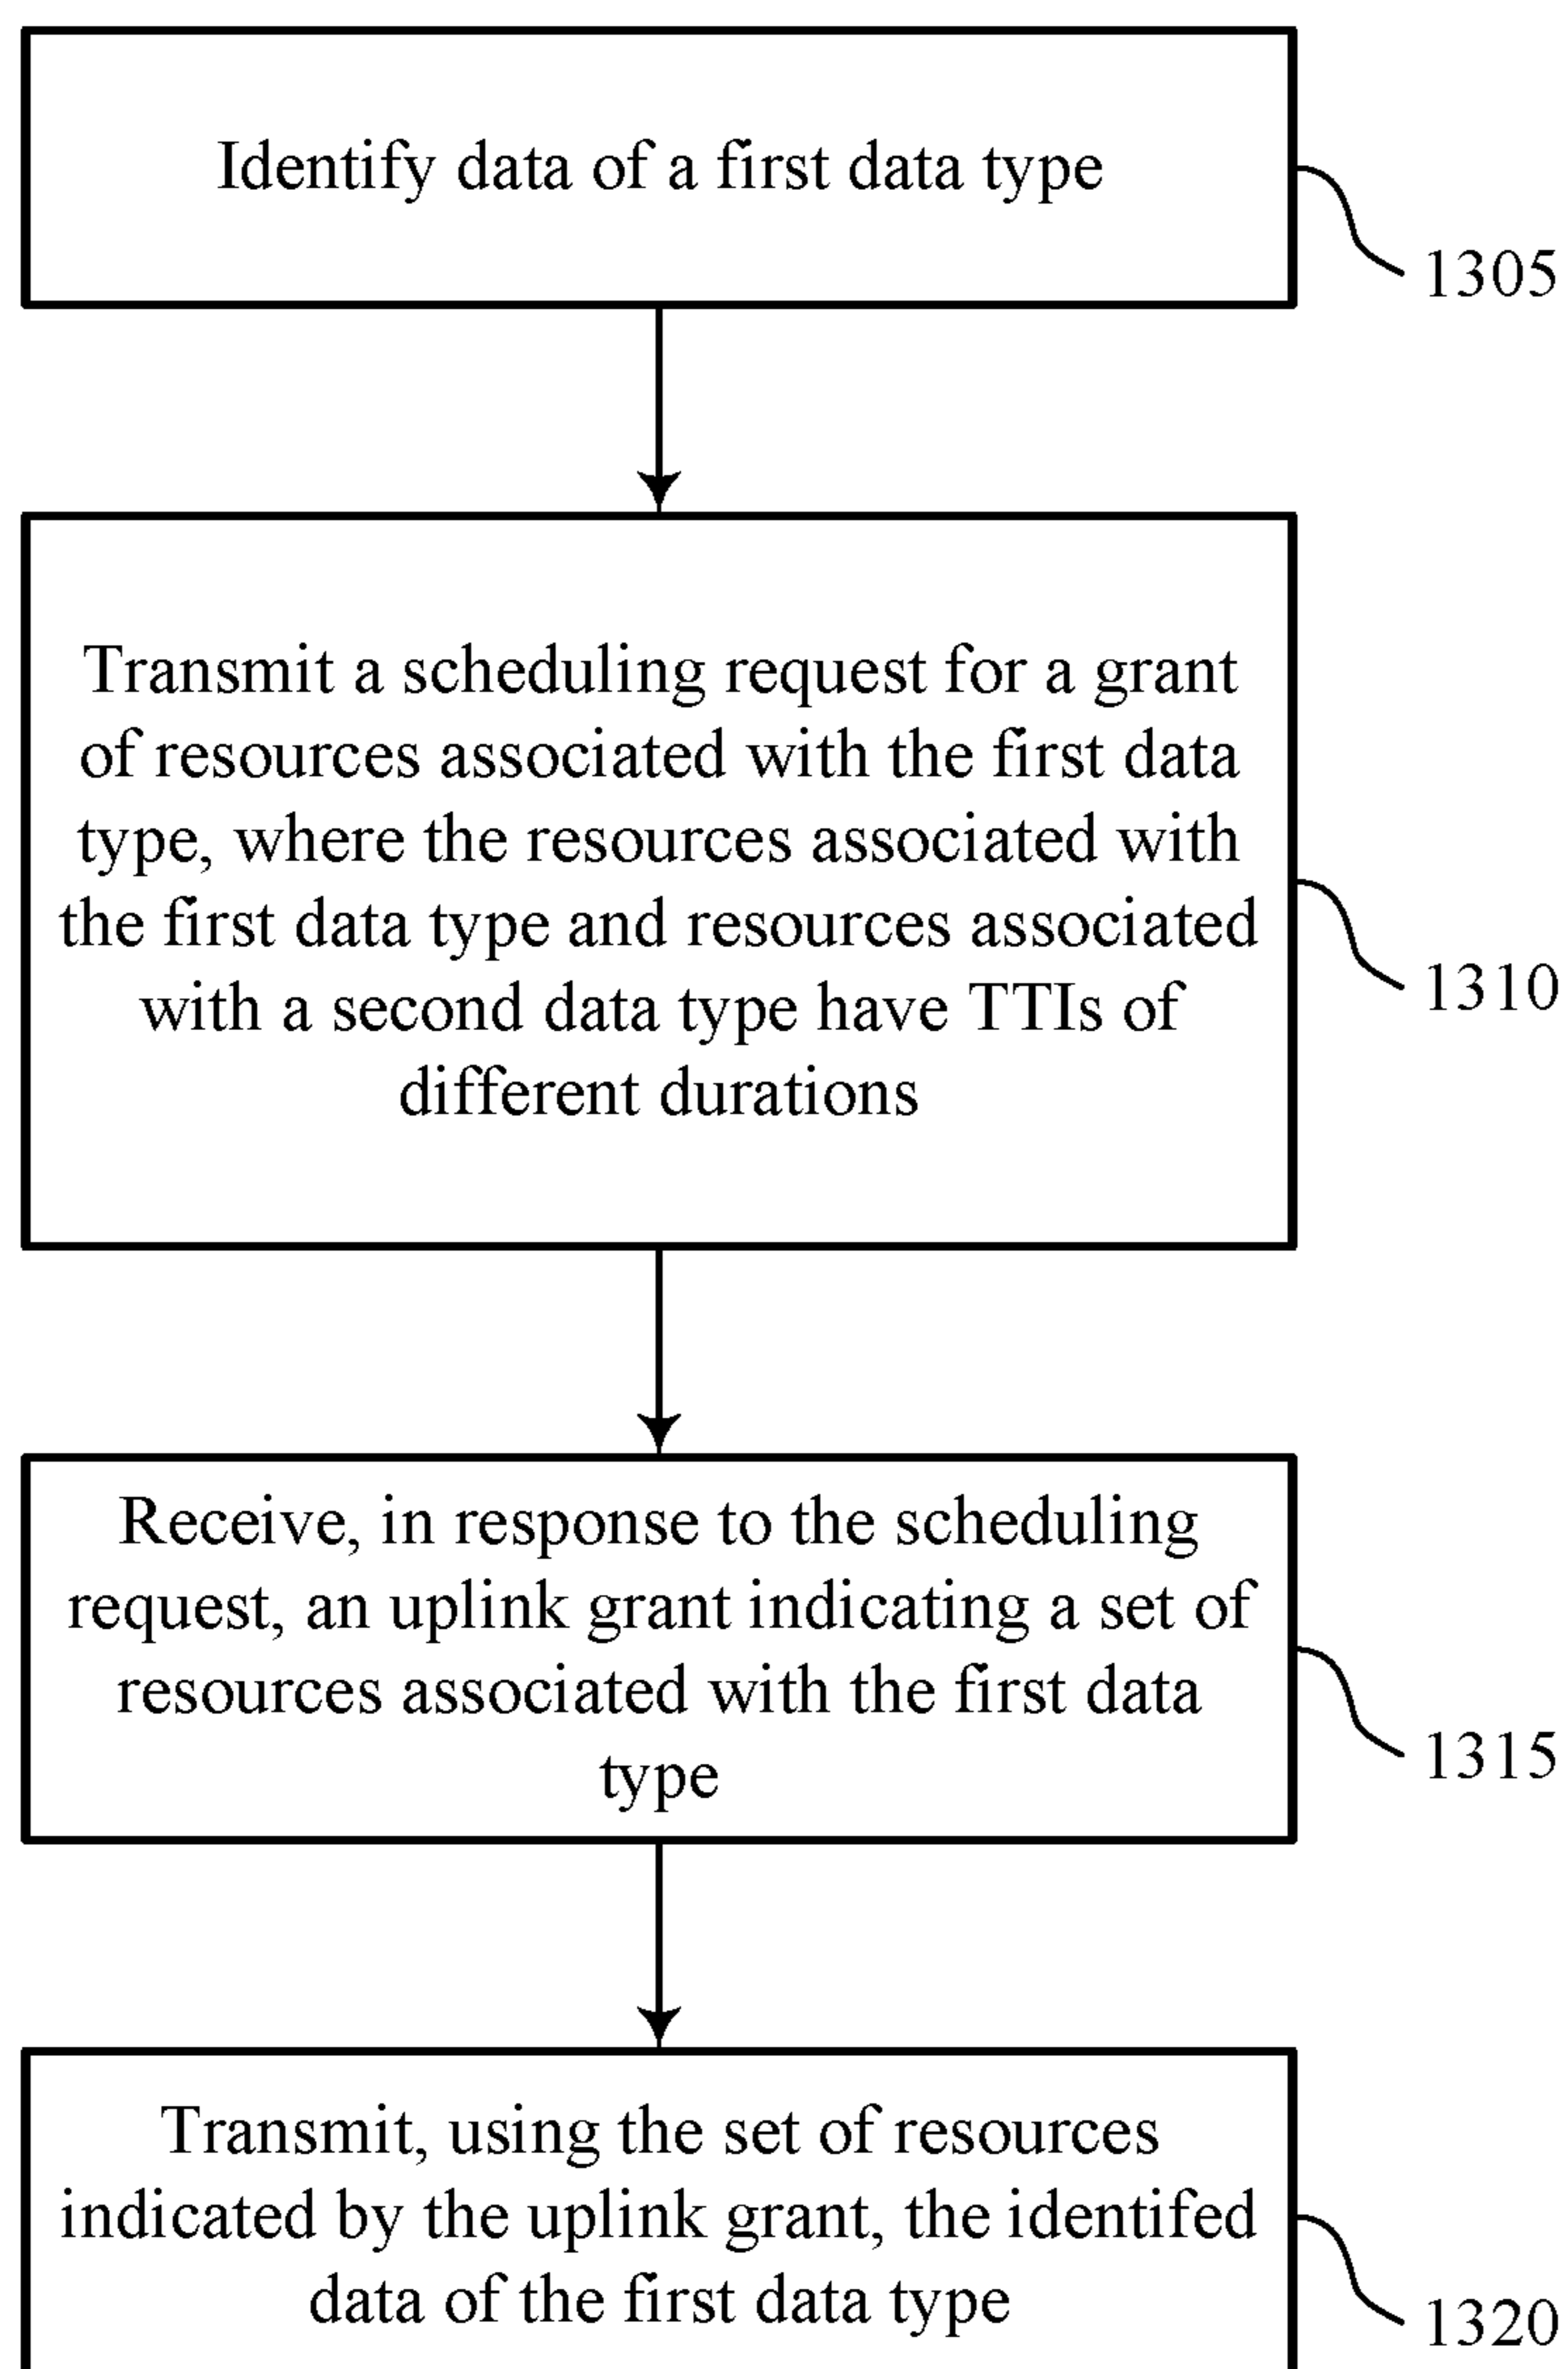 Identify data of a first data type
1305
Transmit a scheduling request for a grant
of resources associated with the first data
type, where the resources associated with
the first data type and resources associated
with a second data type have TTIs of
different durations
1310
Receive, in response to the scheduling
request, an uplink grant indicating a set of
resources associated with the first data
type
1315
Transmit, using the set of resources
indicated by the uplink grant, the identifed
data of the first data type
1320